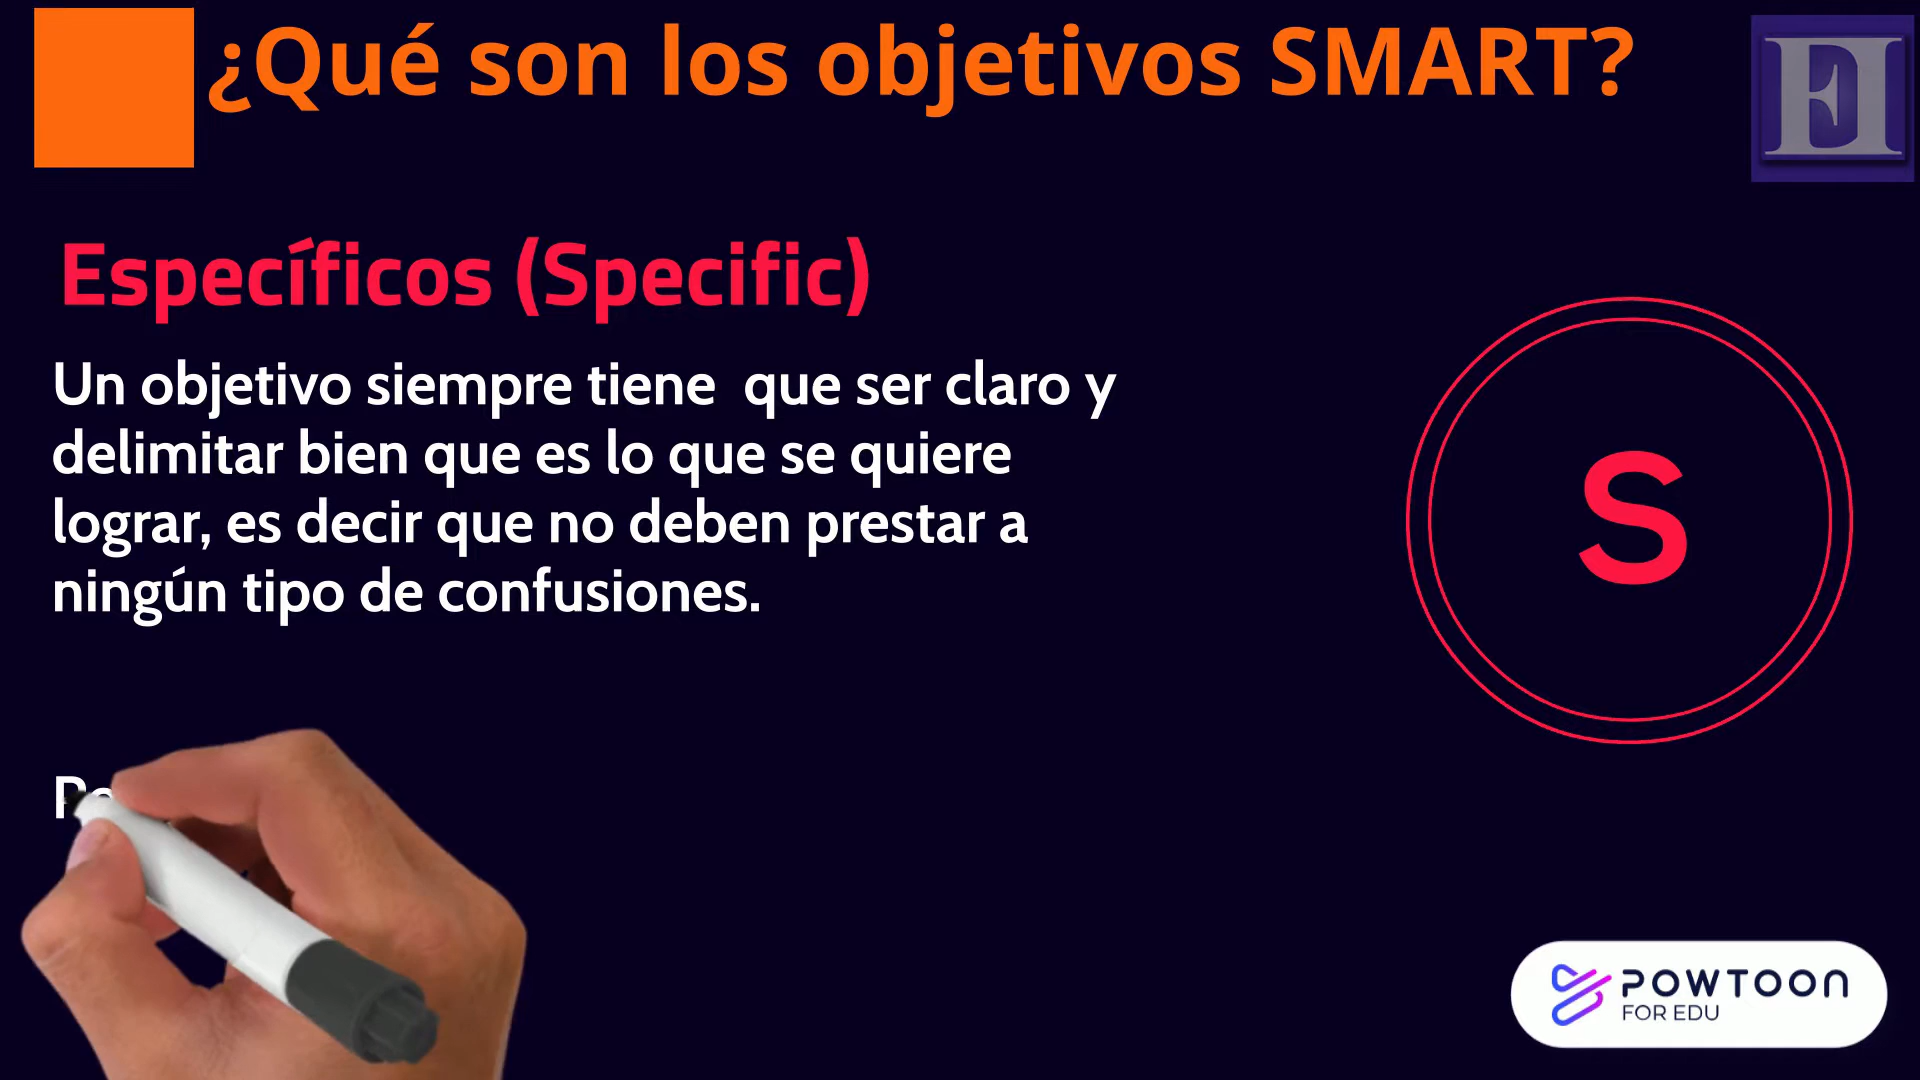 ¿Qué son los objetivos SMART?
Específicos (Specific)
Un objetivo siempre tiene  que ser claro y
delimitar bien que es lo que se quiere
lograr, es decir que no deben prestar a
ningún tipo de confusiones.
S
POWTOON
FOR EDU